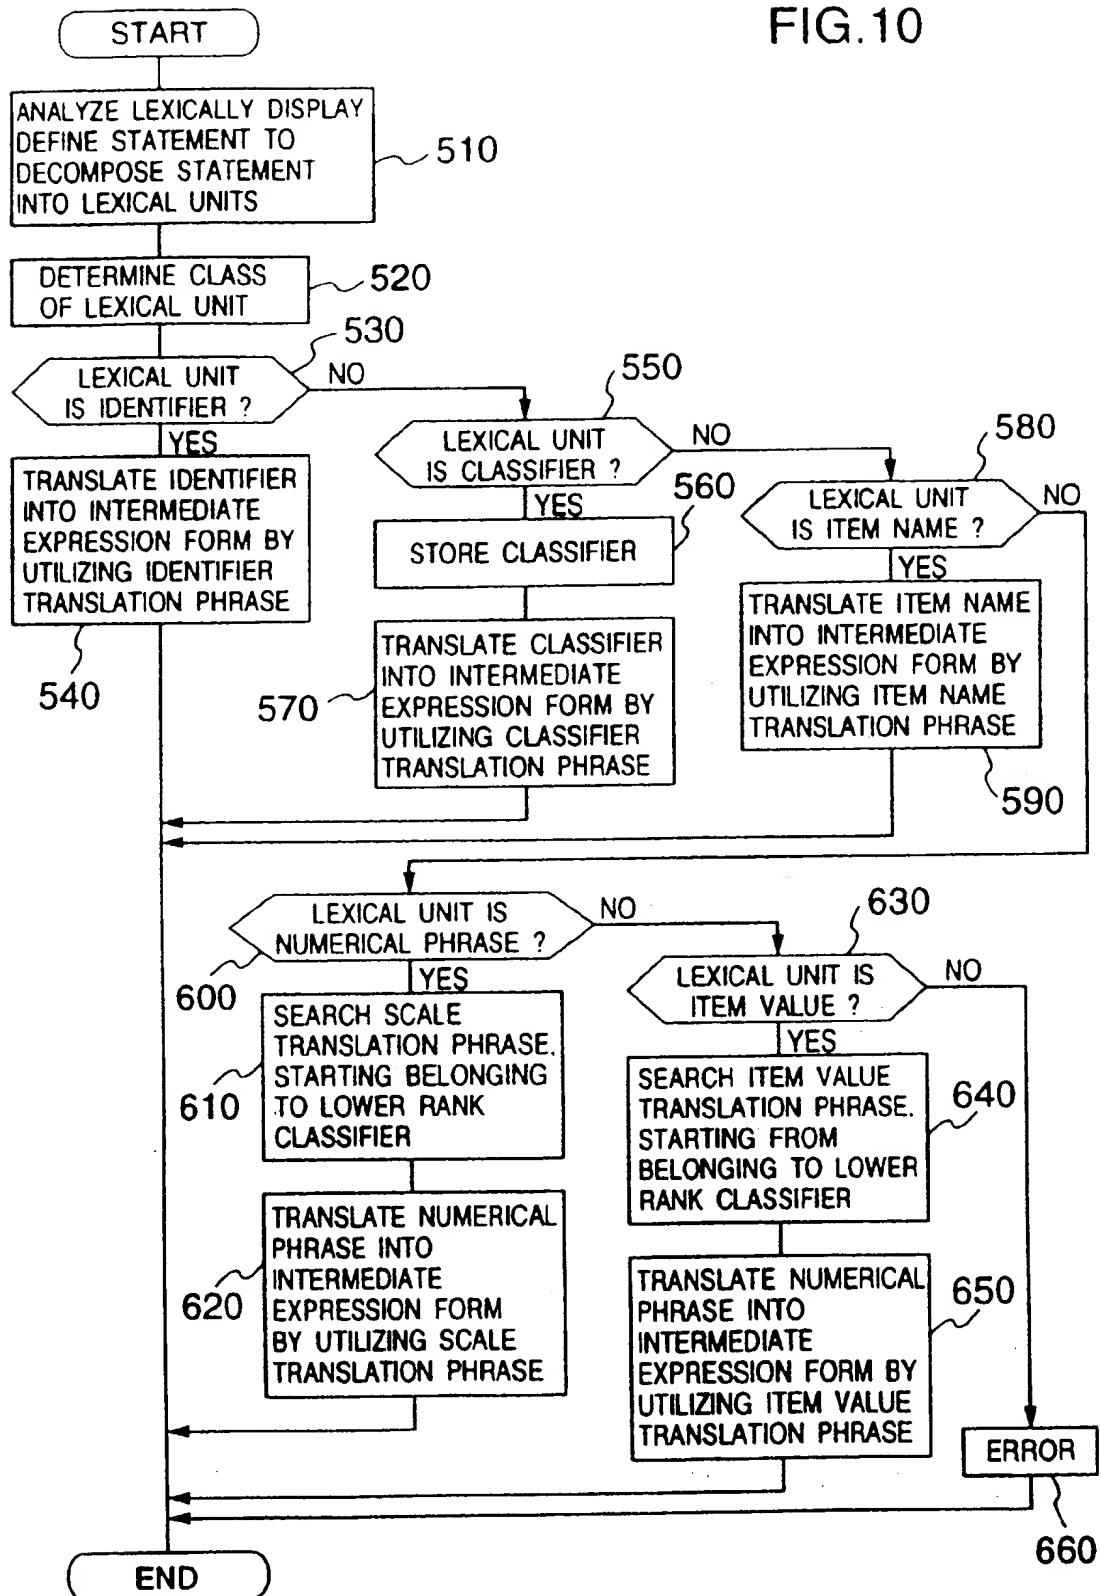 FIG.10
START
ANALYZE LEXICALLY DISPLAY
DEFINE STATEMENT TO
DECOMPOSE STATEMENT
INTO LEXICAL UNITS
510
DETERMINE CLASS
OF LEXICAL UNIT
520
530
LEXICAL UNIT
IS IDENTIFIER ?
NO
YES
TRANSLATE IDENTIFIER
INTO INTERMEDIATE
EXPRESSION FORM BY
UTILIZING IDENTIFIER
TRANSLATION PHRASE
540
550
LEXICAL UNIT
IS CLASSIFIER ?
NO
YES
560
STORE CLASSIFIER
TRANSLATE CLASSIFIER
INTO INTERMEDIATE
EXPRESSION FORM BY
UTILIZING CLASSIFIER
TRANSLATION PHRASE
570
580
LEXICAL UNIT
IS ITEM NAME ?
NO
YES
TRANSLATE ITEM NAME
INTO INTERMEDIATE
EXPRESSION FORM BY
UTILIZING ITEM NAME
TRANSLATION PHRASE
590
LEXICAL UNIT IS
NUMERICAL PHRASE ?
NO
600
YES
SEARCH SCALE
TRANSLATION PHRASE.
STARTING BELONGING
TO LOWER RANK
CLASSIFIER
610
TRANSLATE NUMERICAL
PHRASE INTO
INTERMEDIATE
EXPRESSION FORM
BY UTILIZING SCALE
TRANSLATION PHRASE
620
630
LEXICAL UNIT IS
ITEM VALUE ?
NO
YES
SEARCH ITEM VALUE
TRANSLATION PHRASE.
STARTING FROM
BELONGING TO LOWER
RANK CLASSIFIER
640
TRANSLATE NUMERICAL
PHRASE INTO
INTERMEDIATE
EXPRESSION FORM BY
UTILIZING ITEM VALUE
TRANSLATION PHRASE
650
ERROR
660
END